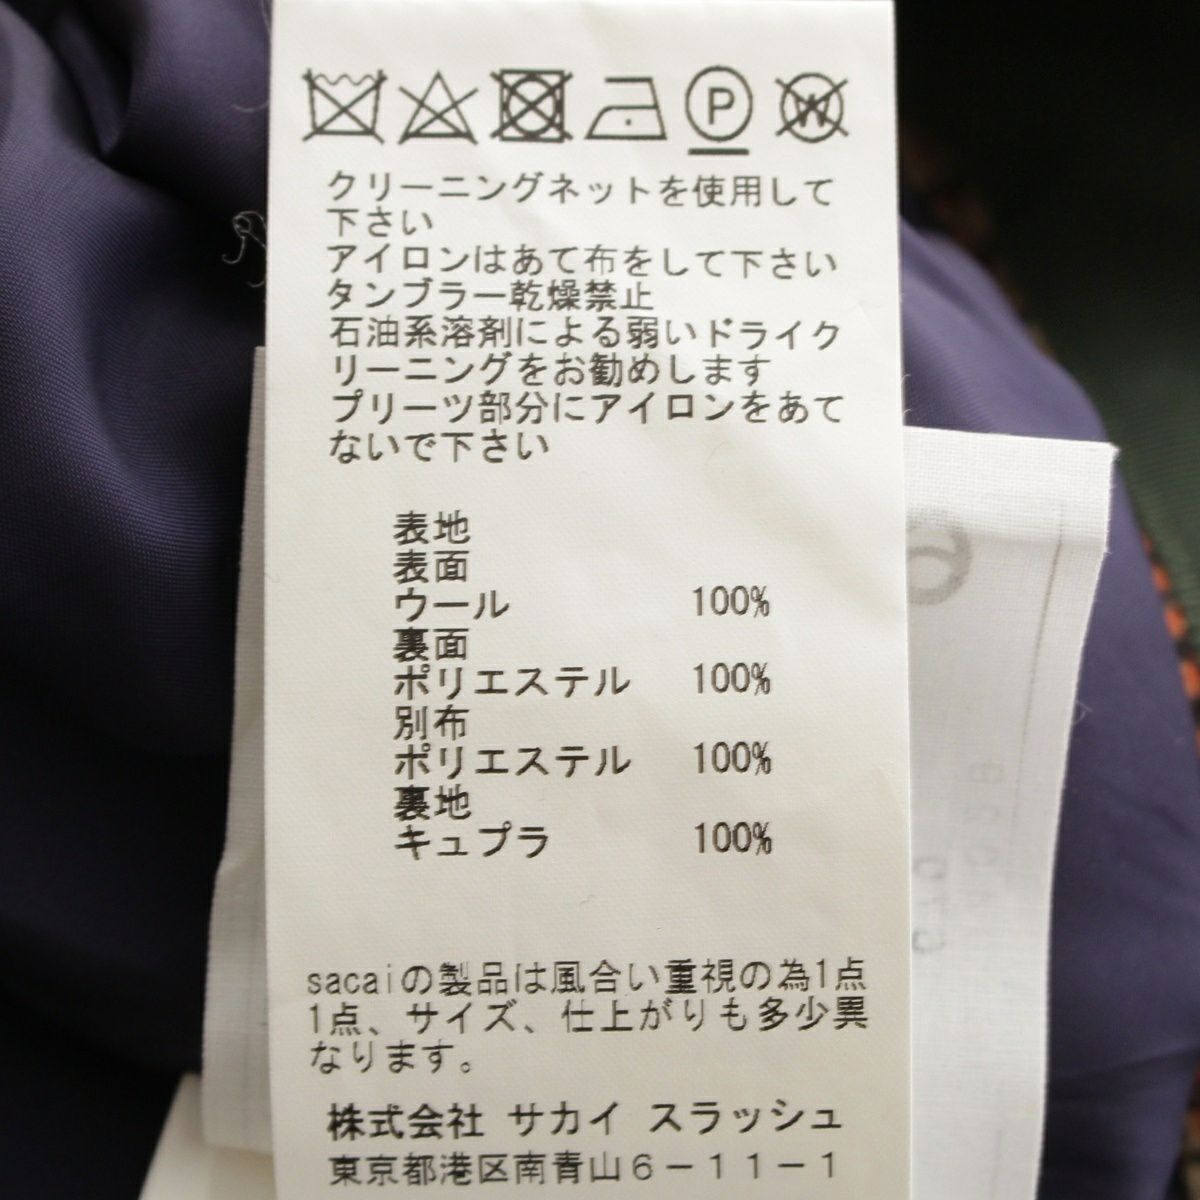 P
W
クリーニングネットを使用して
下さい
アイロンはあて布をして下さい
タンブラー乾燥禁止
石油系溶剤による弱いドライク
リーニングをお勧めします
プリーツ部分にアイロンをあて
ないで下さい
表地
表面
ウール 100%
裏面
ポリエステル 100%
別布
ポリエステル 100%
裏地
キュプラ 100%
sacaiの製品は風合い重視の為1点
1点、サイズ、仕上がりも多少異
なります。
株式会社 サカイ スラッシュ
東京都港区南青山6-11-1